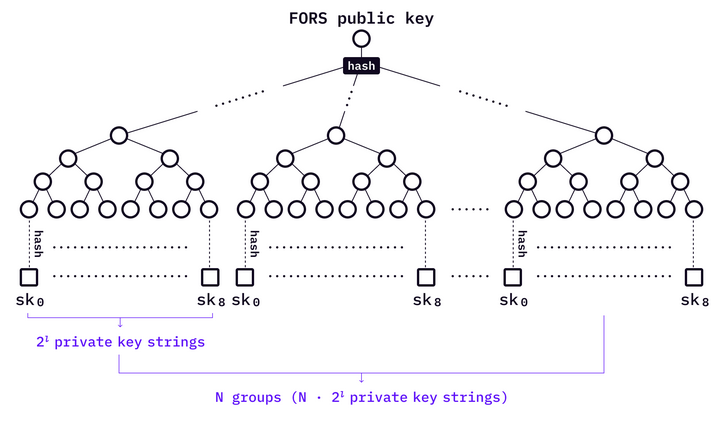 FORS public key
hash
hash hash hash
sk₀ sk₈ sk₀ sk₈ sk₀ sk₈
2ˡ private key strings
N groups (N · 2ˡ private key strings)